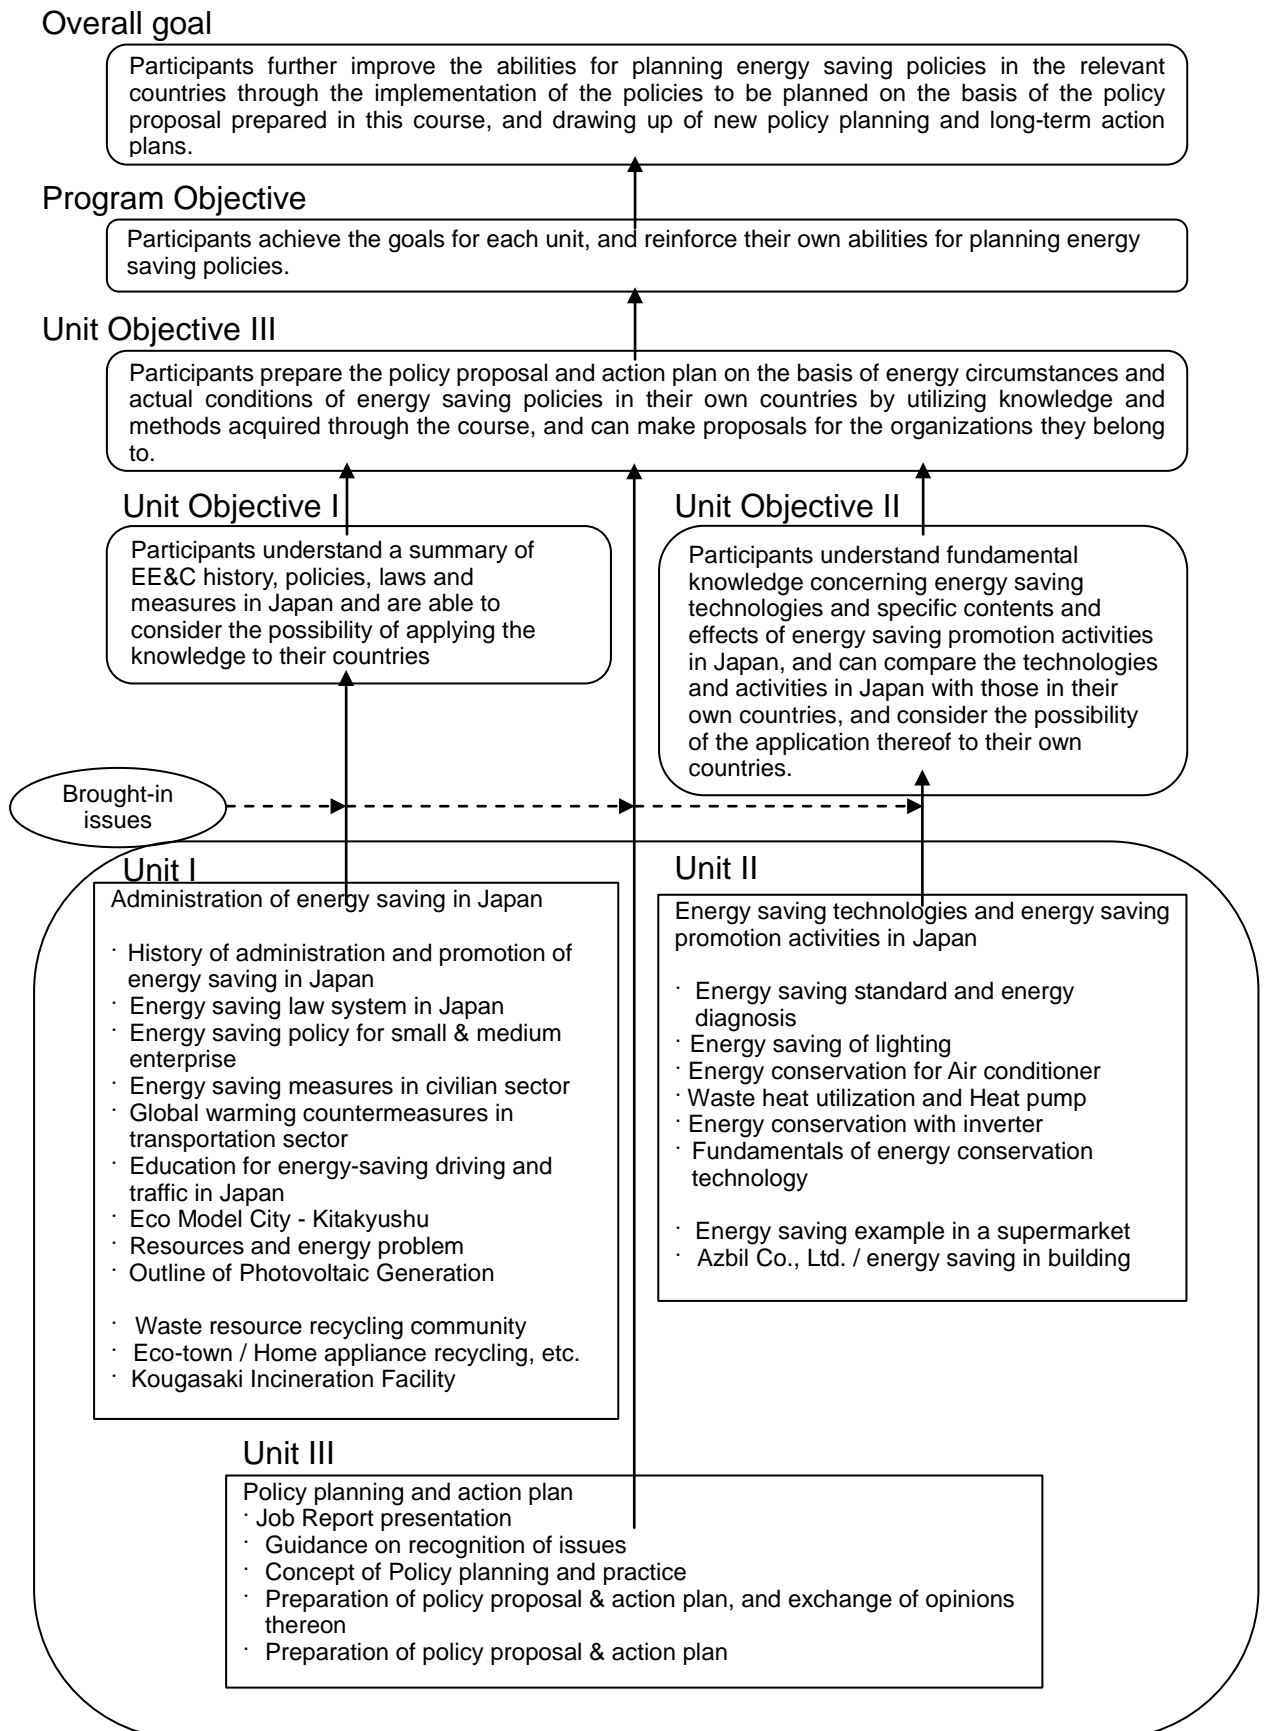 Overall goal
Participants further improve the abilities for planning energy saving policies in the relevant
countries through the implementation of the policies to be planned on the basis of the policy
proposal prepared in this course, and drawing up of new policy planning and long-term action
plans.
Program Objective
Participants achieve the goals for each unit, and reinforce their own abilities for planning energy
saving policies.
Unit Objective III
Participants prepare the policy proposal and action plan on the basis of energy circumstances and
actual conditions of energy saving policies in their own countries by utilizing knowledge and
methods acquired through the course, and can make proposals for the organizations they belong
to.
Unit Objective I
Participants understand a summary of
EE&C history, policies, laws and
measures in Japan and are able to
consider the possibility of applying the
knowledge to their countries
Unit Objective II
Participants understand fundamental
knowledge concerning energy saving
technologies and specific contents and
effects of energy saving promotion activities
in Japan, and can compare the technologies
and activities in Japan with those in their
own countries, and consider the possibility
of the application thereof to their own
countries.
Brought-in
issues
Unit I
Administration of energy saving in Japan
· History of administration and promotion of
energy saving in Japan
· Energy saving law system in Japan
· Energy saving policy for small & medium
enterprise
· Energy saving measures in civilian sector
· Global warming countermeasures in
transportation sector
· Education for energy-saving driving and
traffic in Japan
· Eco Model City - Kitakyushu
· Resources and energy problem
· Outline of Photovoltaic Generation
· Waste resource recycling community
· Eco-town / Home appliance recycling, etc.
· Kougasaki Incineration Facility
Unit II
Energy saving technologies and energy saving
promotion activities in Japan
· Energy saving standard and energy
diagnosis
· Energy saving of lighting
· Energy conservation for Air conditioner
· Waste heat utilization and Heat pump
· Energy conservation with inverter
· Fundamentals of energy conservation
technology
· Energy saving example in a supermarket
· Azbil Co., Ltd. / energy saving in building
Unit III
Policy planning and action plan
· Job Report presentation
· Guidance on recognition of issues
· Concept of Policy planning and practice
· Preparation of policy proposal & action plan, and exchange of opinions
thereon
· Preparation of policy proposal & action plan